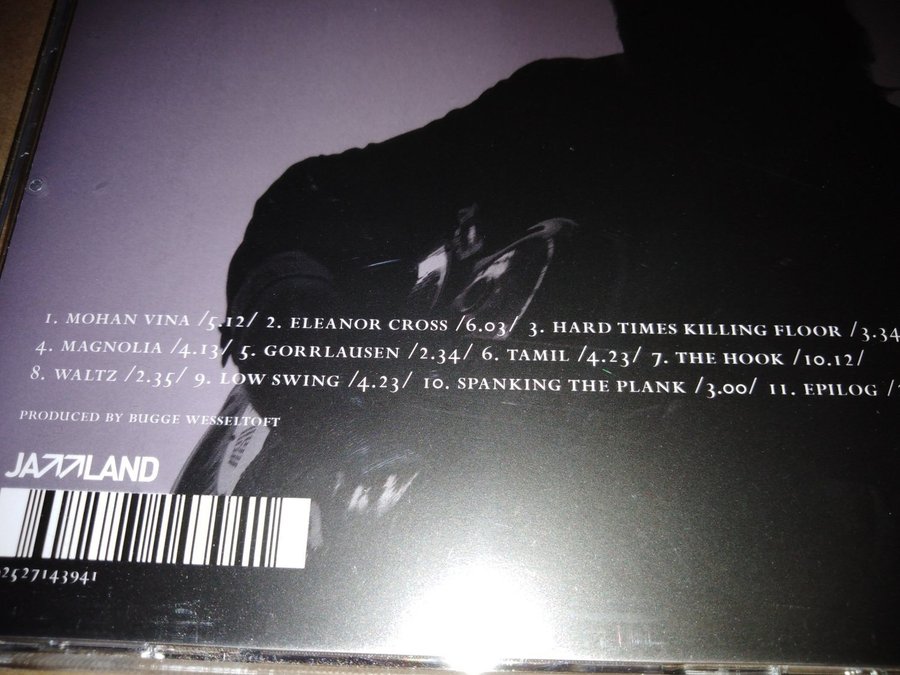 1. MOHAN VINA /5.12/ 2. ELEANOR CROSS /6.03/ 3. HARD TIMES KILLING FLOOR /3.34
4. MAGNOLIA /4.13/ 5. GORRLAUSEN /2.34/ 6. TAMIL /4.23/ 7. THE HOOK /10.12/
8. WALTZ /2.35/ 9. LOW SWING /4.23/ 10. SPANKING THE PLANK /3.00/ 11. EPILOG /
PRODUCED BY BUGGE WESSELTOFT
JAZZLAND
2527143941